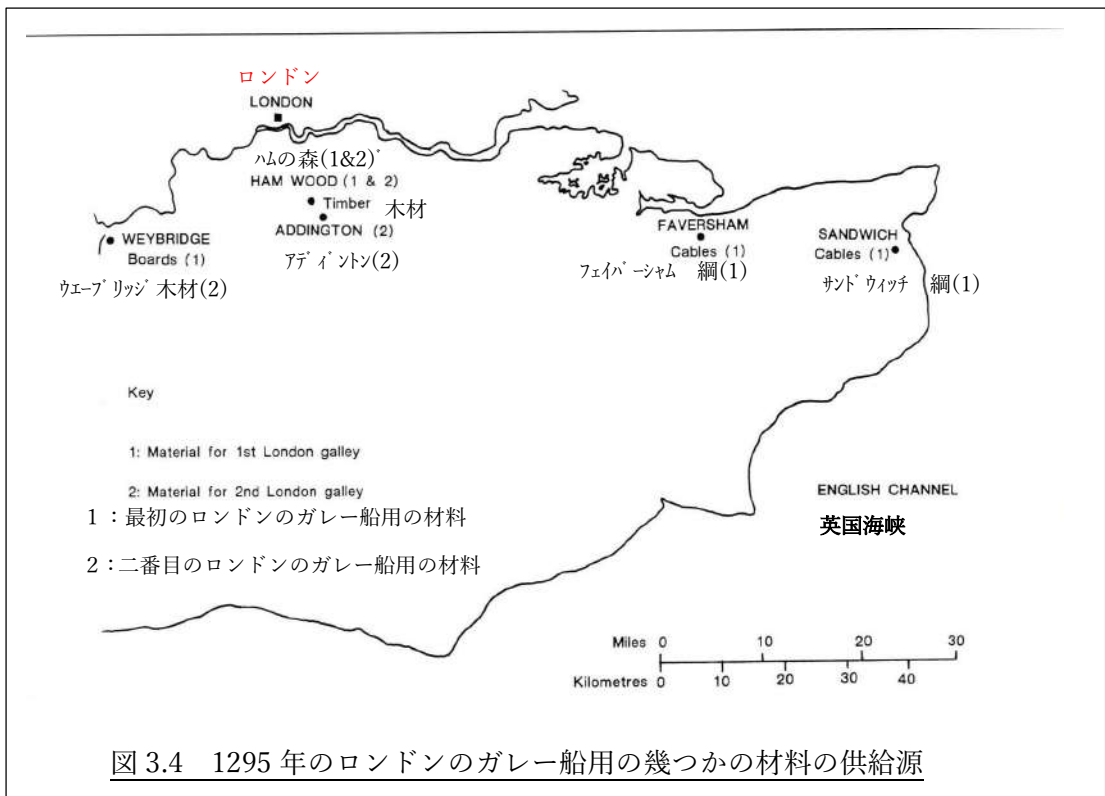 ロンドン
LONDON
ハムの森(1&2)゛
HAM WOOD (1 & 2)
Timber 木材
ADDINGTON (2)
アディントン(2)
WEYBRIDGE
Boards (1)
ウエーブリッジ 木材(2)
FAVERSHAM
Cables (1)
フェイバーシャム 綱(1)
SANDWICH
Cables (1)
サンドウィッチ 綱(1)
Key
1: Material for 1st London galley
2: Material for 2nd London galley
1：最初のロンドンのガレー船用の材料
2：二番目のロンドンのガレー船用の材料
ENGLISH CHANNEL
英国海峡
Miles 0 10 20 30
Kilometres 0 10 20 30 40
図 3.4 1295 年のロンドンのガレー船用の幾つかの材料の供給源